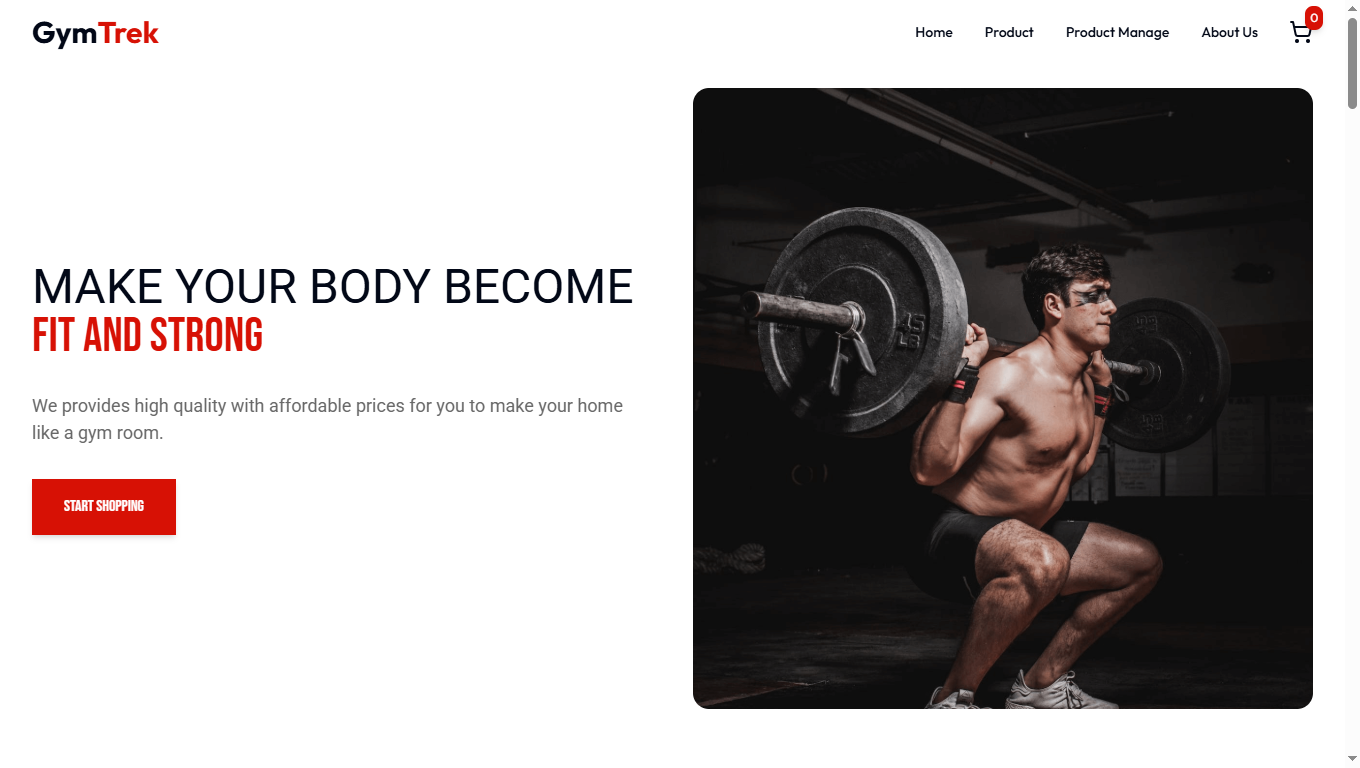 GymTrek
Home
Product
Product Manage
About Us
0
MAKE YOUR BODY BECOME
FIT AND STRONG
We provides high quality with affordable prices for you to make your home
like a gym room.
START SHOPPING
45
LB